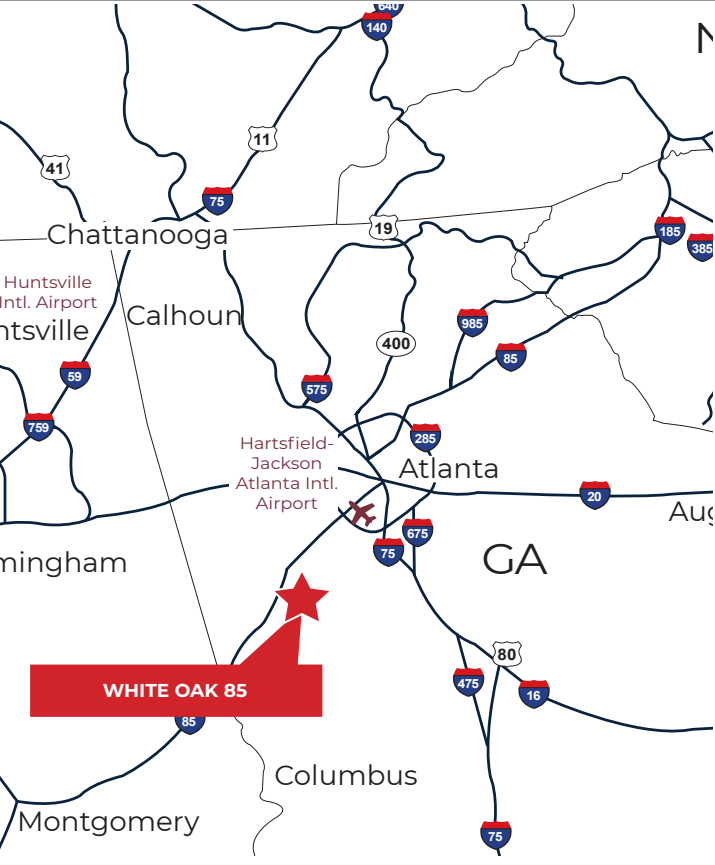 640
140
N
11
41
75
19
185
385
Chattanooga
Huntsville
Intl. Airport
ntsville
Calhoun
985
400
85
59
575
759
285
Hartsfield-
Jackson
Atlanta Intl.
Airport
Atlanta
20
Aug
675
75
mingham
GA
80
475
16
WHITE OAK 85
85
Columbus
Montgomery
75